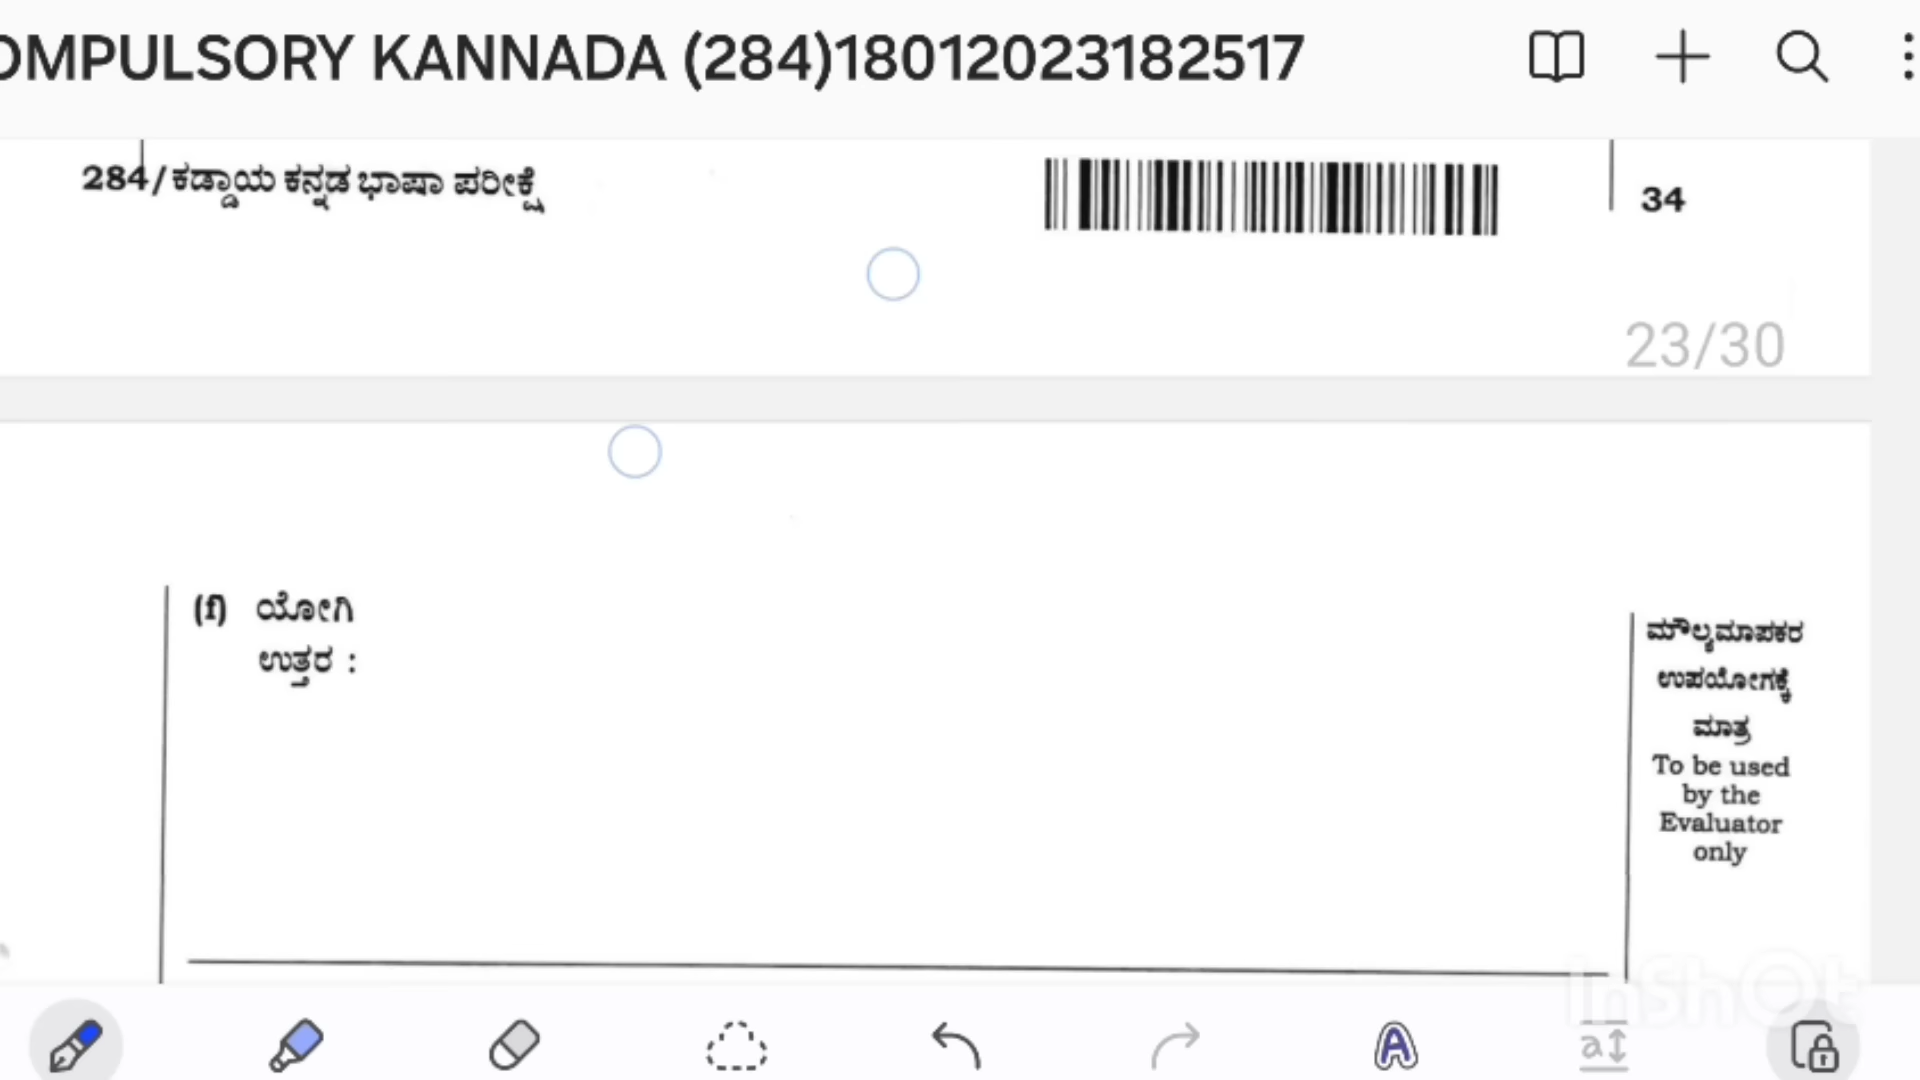 OMPULSORY KANNADA (284)18012023182517
284/ಕಡ್ಡಾಯ ಕನ್ನಡ ಭಾಷಾ ಪರೀಕ್ಷೆ
34
23/30
(f) ಯೋಗಿ
ಉತ್ತರ :
ಮೌಲ್ಯಮಾಪಕರ
ಉಪಯೋಗಕ್ಕೆ
ಮಾತ್ರ
To be used
by the
Evaluator
only
InShOt
A
a